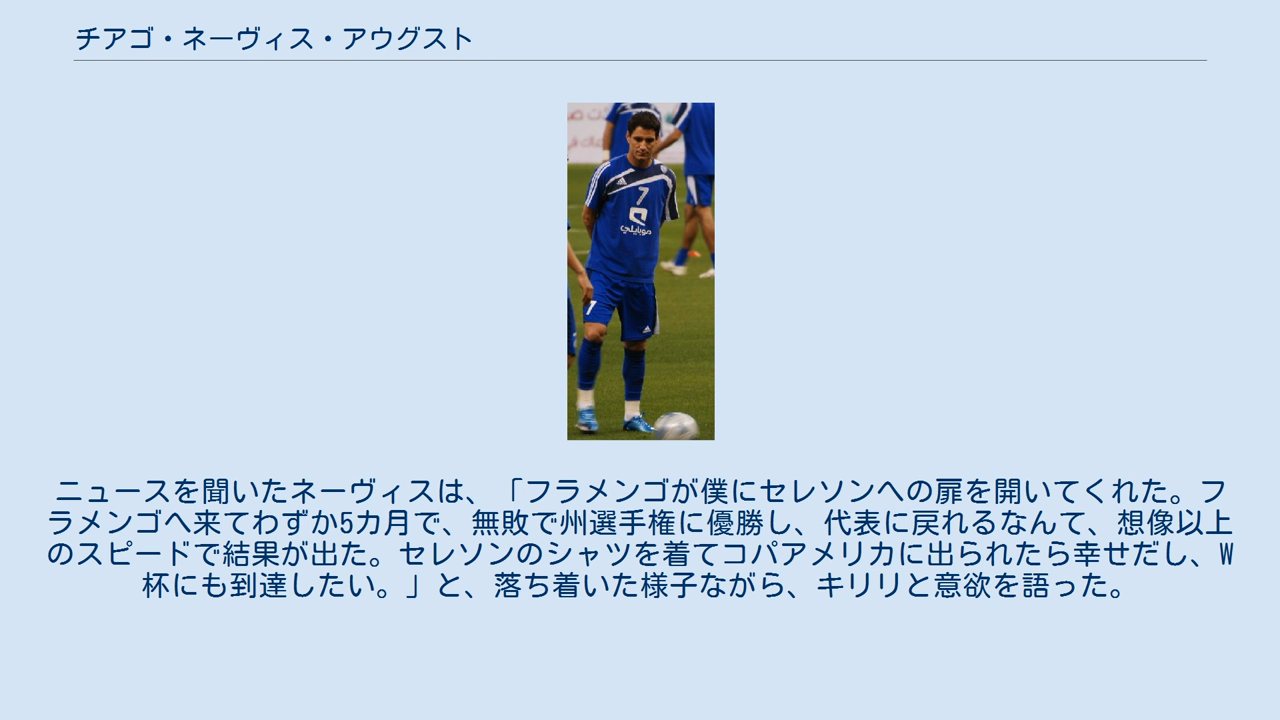 チアゴ・ネーヴィス・アウグスト
7
موبايلي
7
ニュースを聞いたネーヴィスは、「フラメンゴが僕にセレソンへの扉を開いてくれた。フ
ラメンゴへ来てわずか5カ月で、無敗で州選手権に優勝し、代表に戻れるなんて、想像以上
のスピードで結果が出た。セレソンのシャツを着てコパアメリカに出られたら幸せだし、W
杯にも到達したい。」と、落ち着いた様子ながら、キリリと意欲を語った。